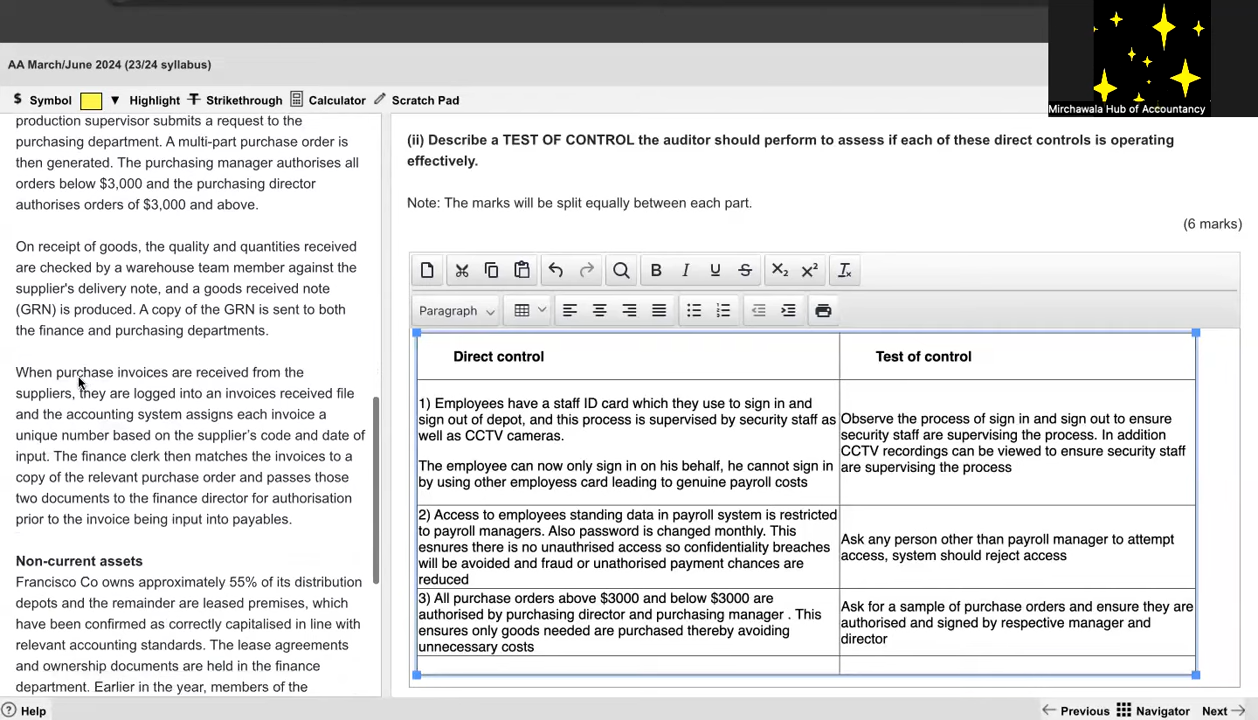 AA March/June 2024 (23/24 syllabus)
Mirchawala Hub of Accountancy
$ Symbol ▼ Highlight Strikethrough Calculator Scratch Pad
production supervisor submits a request to the
purchasing department. A multi-part purchase order is
then generated. The purchasing manager authorises all
orders below $3,000 and the purchasing director
authorises orders of $3,000 and above.
On receipt of goods, the quality and quantities received
are checked by a warehouse team member against the
supplier's delivery note, and a goods received note
(GRN) is produced. A copy of the GRN is sent to both
the finance and purchasing departments.
When purchase invoices are received from the
suppliers, they are logged into an invoices received file
and the accounting system assigns each invoice a
unique number based on the supplier's code and date of
input. The finance clerk then matches the invoices to a
copy of the relevant purchase order and passes those
two documents to the finance director for authorisation
prior to the invoice being input into payables.
Non-current assets
Francisco Co owns approximately 55% of its distribution
depots and the remainder are leased premises, which
have been confirmed as correctly capitalised in line with
relevant accounting standards. The lease agreements
and ownership documents are held in the finance
department. Earlier in the year, members of the
(ii) Describe a TEST OF CONTROL the auditor should perform to assess if each of these direct controls is operating
effectively.
Note: The marks will be split equally between each part.
(6 marks)
B I U S X₂ X² Tx
Paragraph
Direct control
Test of control
1) Employees have a staff ID card which they use to sign in and
sign out of depot, and this process is supervised by security staff as
well as CCTV cameras.
The employee can now only sign in on his behalf, he cannot sign in
by using other employess card leading to genuine payroll costs
Observe the process of sign in and sign out to ensure
security staff are supervising the process. In addition
CCTV recordings can be viewed to ensure security staff
are supervising the process
2) Access to employees standing data in payroll system is restricted
to payroll managers. Also password is changed monthly. This
esnures there is no unauthrised access so confidentiality breaches
will be avoided and fraud or unathorised payment chances are
reduced
Ask any person other than payroll manager to attempt
access, system should reject access
3) All purchase orders above $3000 and below $3000 are
authorised by purchasing director and purchasing manager . This
ensures only goods needed are purchased thereby avoiding
unnecessary costs
Ask for a sample of purchase orders and ensure they are
authorised and signed by respective manager and
director
Help
Previous Navigator Next